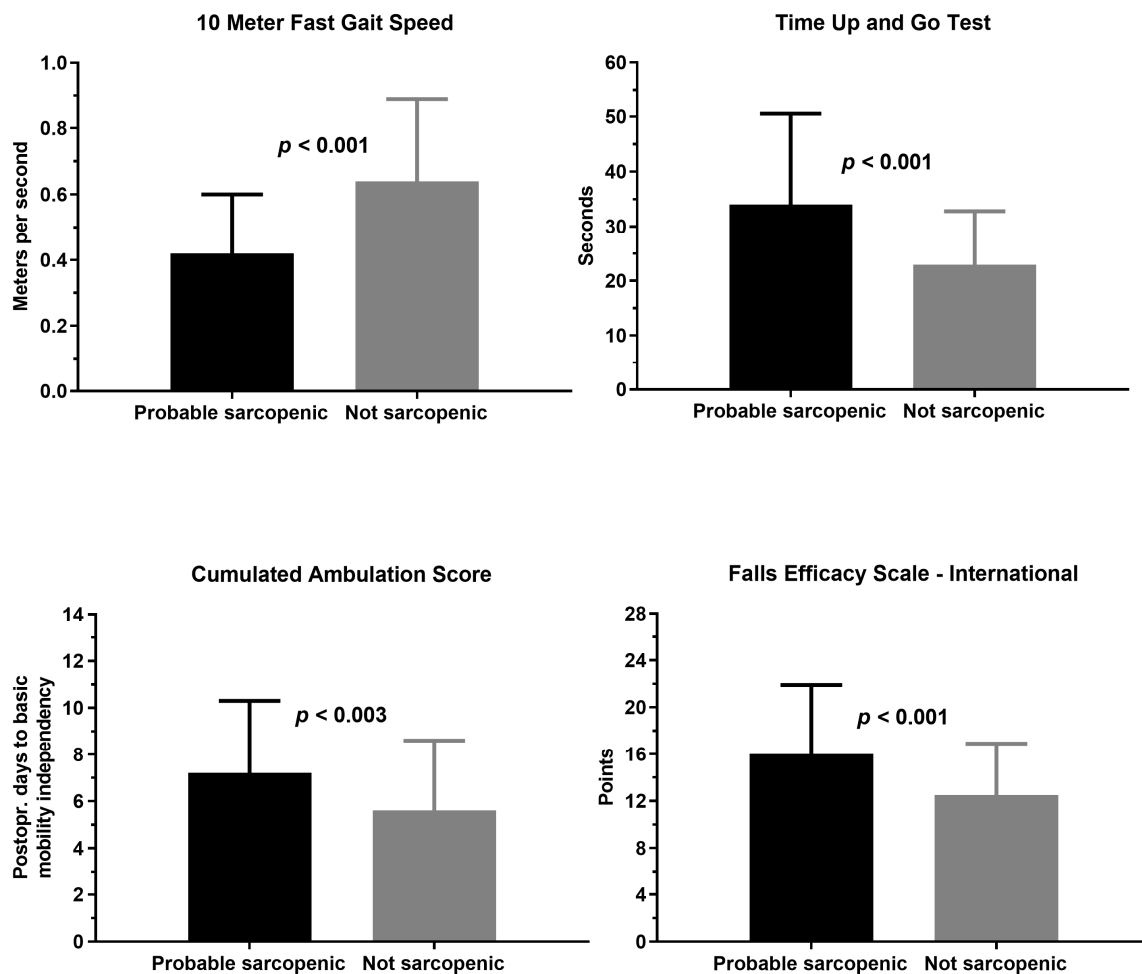 10 Meter Fast Gait Speed
Meters per second
1.0
0.8
0.6
0.4
0.2
0.0
p < 0.001
Probable sarcopenic
Not sarcopenic
Time Up and Go Test
Seconds
60
50
40
30
20
10
0
p < 0.001
Probable sarcopenic
Not sarcopenic
Cumulated Ambulation Score
Postopr. days to basic
mobility independency
14
12
10
8
6
4
2
0
p < 0.003
Probable sarcopenic
Not sarcopenic
Falls Efficacy Scale - International
Points
28
24
20
16
12
8
4
0
p < 0.001
Probable sarcopenic
Not sarcopenic